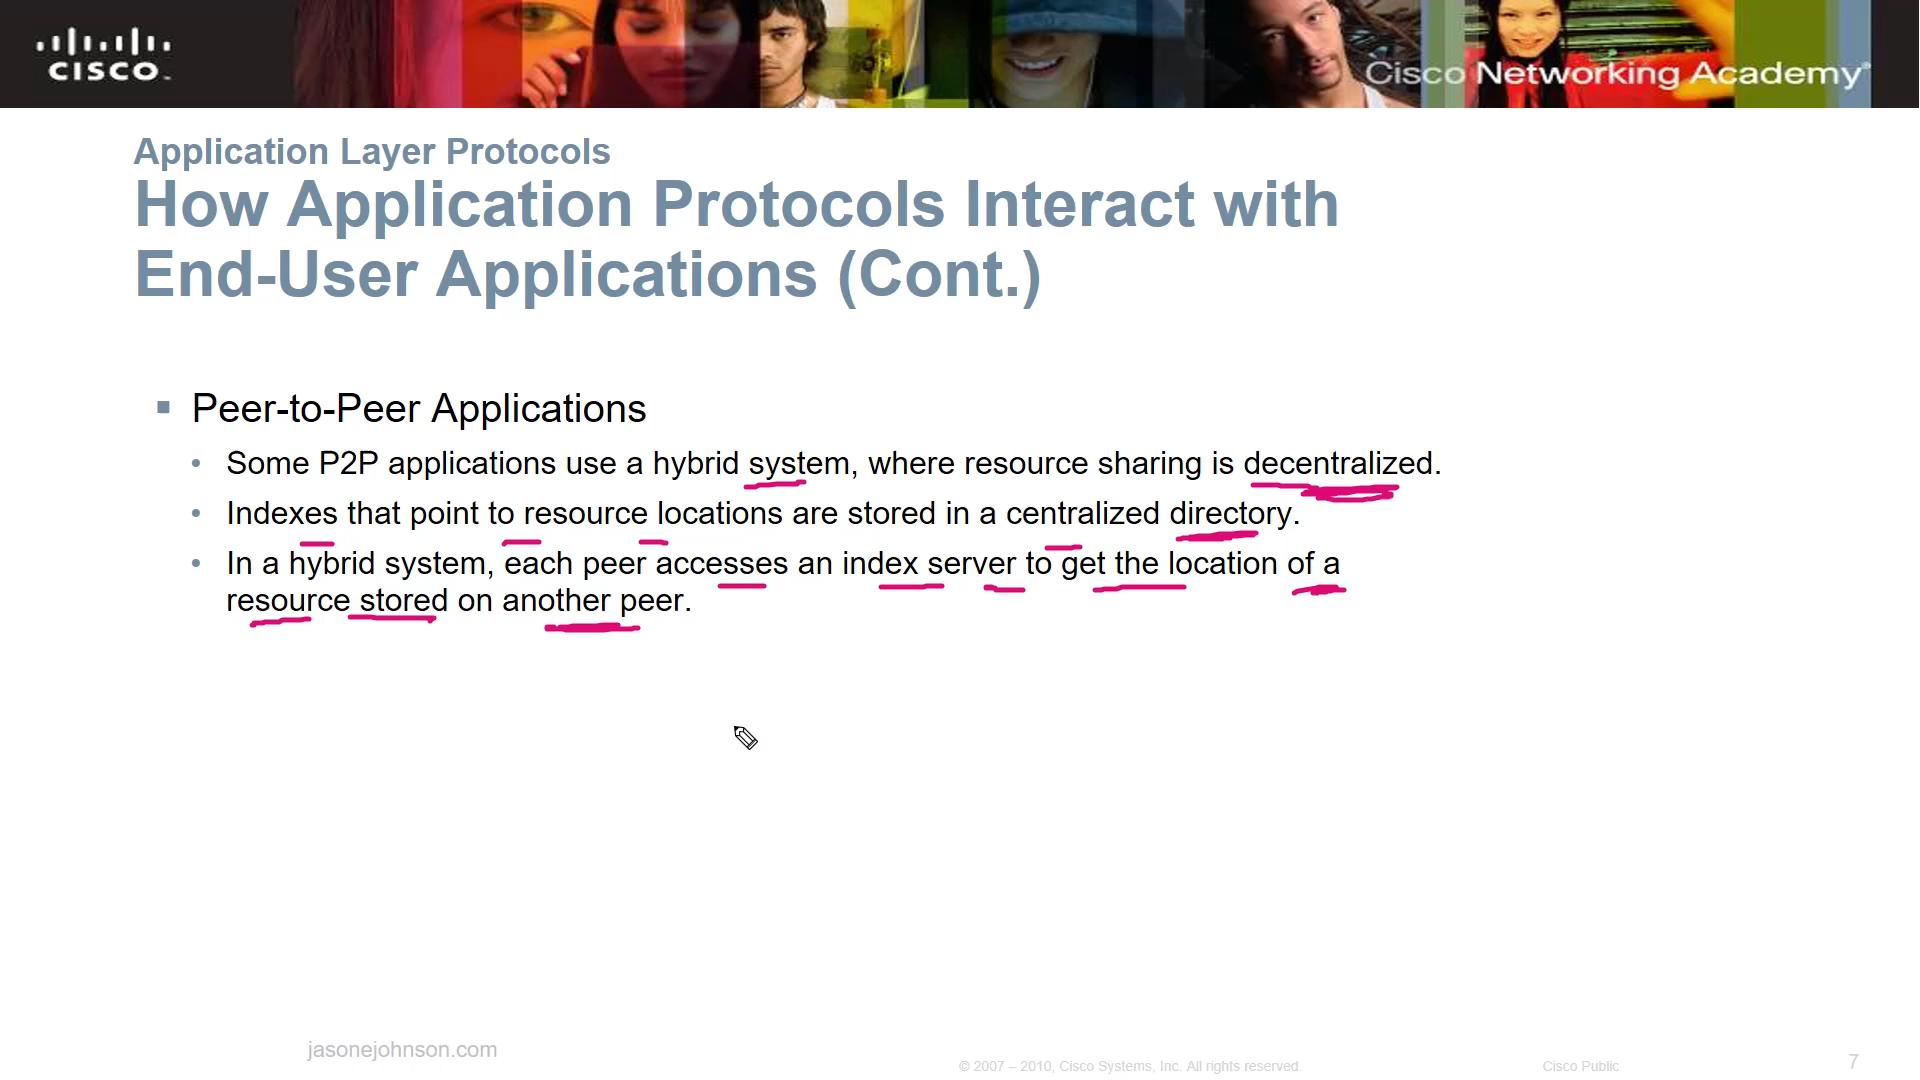 CISCO
Cisco Networking Academy®
Application Layer Protocols
How Application Protocols Interact with
End-User Applications (Cont.)
▪ Peer-to-Peer Applications
• Some P2P applications use a hybrid system, where resource sharing is decentralized.
• Indexes that point to resource locations are stored in a centralized directory.
• In a hybrid system, each peer accesses an index server to get the location of a
resource stored on another peer.
jasonejohnson.com
© 2007 – 2010, Cisco Systems, Inc. All rights reserved.
Cisco Public
7